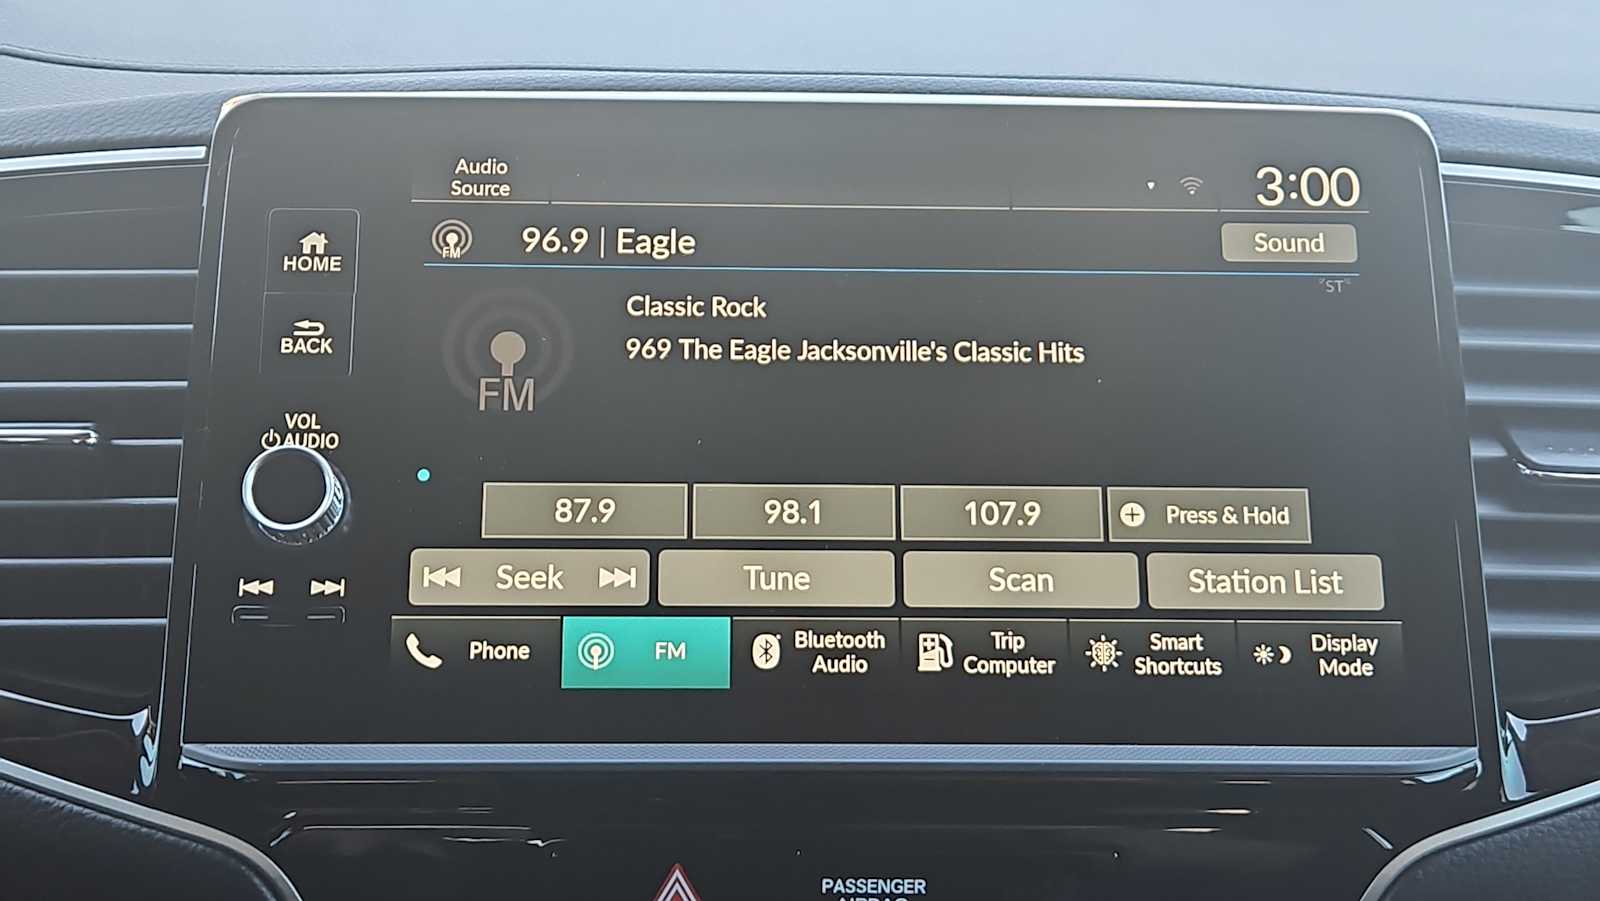 Audio
Source
3:00
FM
96.9 | Eagle
Sound
ST
HOME
Classic Rock
BACK
969 The Eagle Jacksonville's Classic Hits
FM
VOL
AUDIO
87.9
98.1
107.9
Press & Hold
Seek
Tune
Scan
Station List
Phone
FM
Bluetooth
Audio
Trip
Computer
Smart
Shortcuts
Display
Mode
PASSENGER